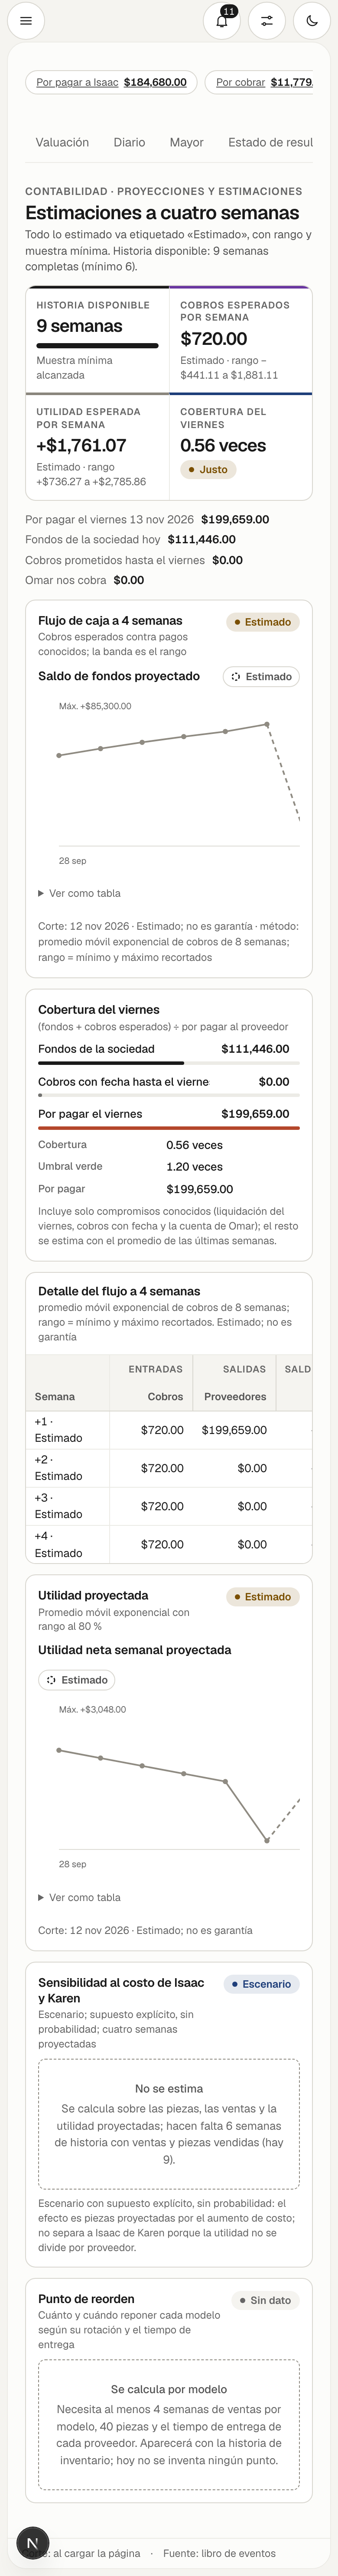 11
Por pagar a Isaac $184,680.00
Por cobrar $11,779.
Valuación Diario Mayor Estado de resul
CONTABILIDAD · PROYECCIONES Y ESTIMACIONES
Estimaciones a cuatro semanas
Todo lo estimado va etiquetado «Estimado», con rango y
muestra mínima. Historia disponible: 9 semanas
completas (mínimo 6).
HISTORIA DISPONIBLE
9 semanas
Muestra mínima
alcanzada
COBROS ESPERADOS
POR SEMANA
$720.00
Estimado · rango –
$441.11 a $1,881.11
UTILIDAD ESPERADA
POR SEMANA
+$1,761.07
Estimado · rango
+$736.27 a +$2,785.86
COBERTURA DEL
VIERNES
0.56 veces
Justo
Por pagar el viernes 13 nov 2026 $199,659.00
Fondos de la sociedad hoy $111,446.00
Cobros prometidos hasta el viernes $0.00
Omar nos cobra $0.00
Flujo de caja a 4 semanas
Estimado
Cobros esperados contra pagos
conocidos; la banda es el rango
Saldo de fondos proyectado
Estimado
Máx. +$85,300.00
28 sep
Ver como tabla
Corte: 12 nov 2026 · Estimado; no es garantía · método:
promedio móvil exponencial de cobros de 8 semanas;
rango = mínimo y máximo recortados
Cobertura del viernes
(fondos + cobros esperados) ÷ por pagar al proveedor
Fondos de la sociedad $111,446.00
Cobros con fecha hasta el vierne $0.00
Por pagar el viernes $199,659.00
Cobertura 0.56 veces
Umbral verde 1.20 veces
Por pagar $199,659.00
Incluye solo compromisos conocidos (liquidación del
viernes, cobros con fecha y la cuenta de Omar); el resto
se estima con el promedio de las últimas semanas.
Detalle del flujo a 4 semanas
promedio móvil exponencial de cobros de 8 semanas;
rango = mínimo y máximo recortados. Estimado; no es
garantía
ENTRADAS SALIDAS SALD
Semana Cobros Proveedores
+1 ·
Estimado
$720.00 $199,659.00
+2 ·
Estimado
$720.00 $0.00
+3 ·
Estimado
$720.00 $0.00
+4 ·
Estimado
$720.00 $0.00
Utilidad proyectada
Estimado
Promedio móvil exponencial con
rango al 80 %
Utilidad neta semanal proyectada
Estimado
Máx. +$3,048.00
28 sep
Ver como tabla
Corte: 12 nov 2026 · Estimado; no es garantía
Sensibilidad al costo de Isaac
y Karen
Escenario
Escenario; supuesto explícito, sin
probabilidad; cuatro semanas
proyectadas
No se estima
Se calcula sobre las piezas, las ventas y la
utilidad proyectadas; hacen falta 6 semanas
de historia con ventas y piezas vendidas (hay
9).
Escenario con supuesto explícito, sin probabilidad: el
efecto es piezas proyectadas por el aumento de costo;
no separa a Isaac de Karen porque la utilidad no se
divide por proveedor.
Punto de reorden
Sin dato
Cuánto y cuándo reponer cada modelo
según su rotación y el tiempo de
entrega
Se calcula por modelo
Necesita al menos 4 semanas de ventas por
modelo, 40 piezas y el tiempo de entrega de
cada proveedor. Aparecerá con la historia de
inventario; hoy no se inventa ningún punto.
N
al cargar la página · Fuente: libro de eventos